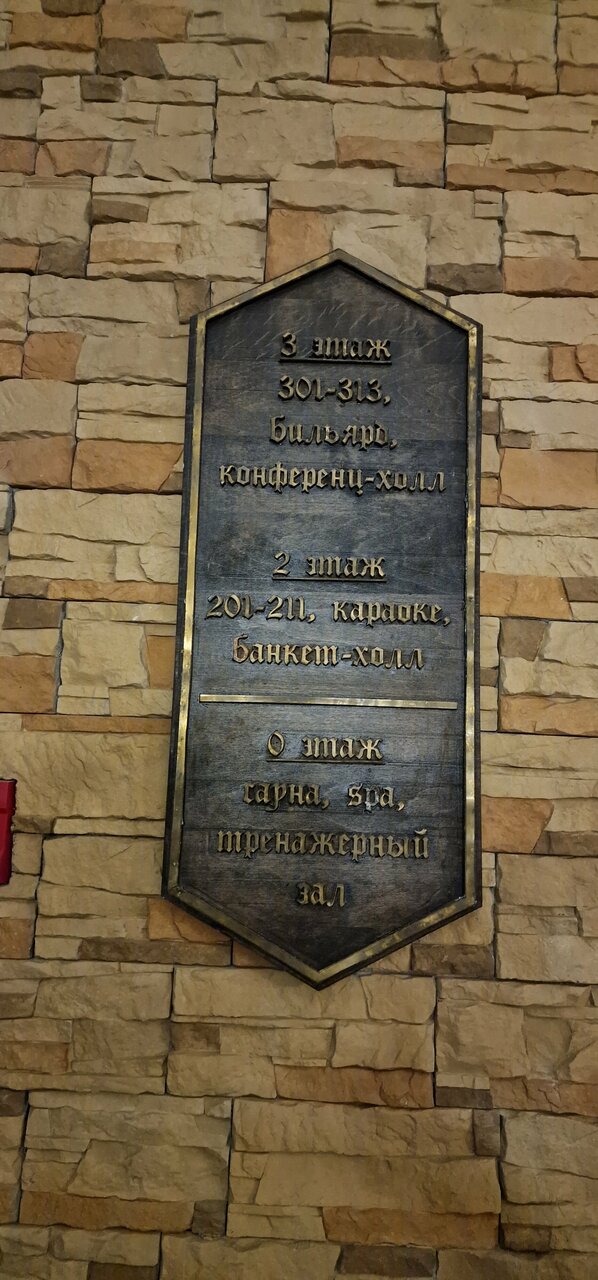 3 этаж
301-313,
бильярд,
конференц-холл
2 этаж
201-211, караоке,
банкет-холл
0 этаж
сауна, spa,
тренажерный
зал